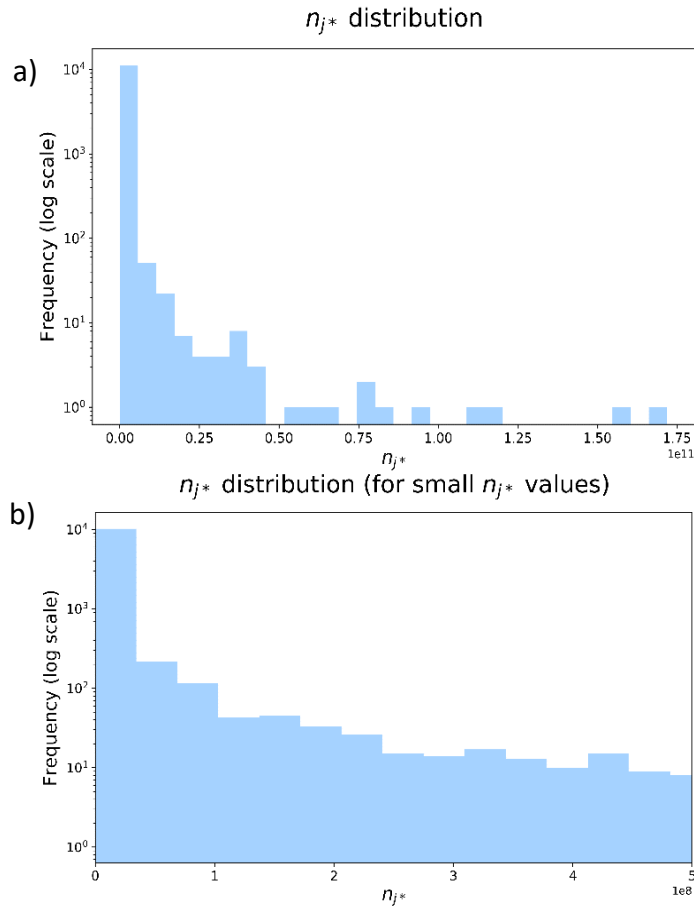 n_{j*} distribution
a)
Frequency (log scale)
10^4
10^3
10^2
10^1
10^0
0.00 0.25 0.50 0.75 1.00 1.25 1.50 1.75
1e11
n_{j*}
n_{j*} distribution (for small n_{j*} values)
b)
Frequency (log scale)
10^4
10^3
10^2
10^1
10^0
0 1 2 3 4 5
1e8
n_{j*}